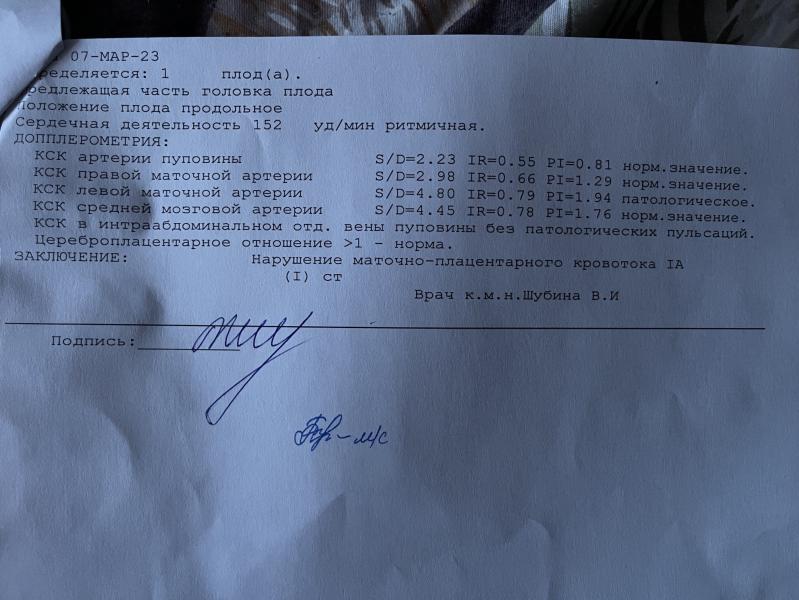 07-МАР-23
ределяется: 1 плод(а).
редлежащая часть головка плода
положение плода продольное
Сердечная деятельность 152 уд/мин ритмичная.
ДОППЛЕРОМЕТРИЯ:
КСК артерии пуповины S/D=2.23 IR=0.55 PI=0.81 норм.значение.
КСК правой маточной артерии S/D=2.98 IR=0.66 PI=1.29 норм.значение.
КСК левой маточной артерии S/D=4.80 IR=0.79 PI=1.94 патологическое.
КСК средней мозговой артерии S/D=4.45 IR=0.78 PI=1.76 норм.значение.
КСК в интраабдоминальном отд. вены пуповины без патологических пульсаций.
Цереброплацентарное отношение >1 - норма.
ЗАКЛЮЧЕНИЕ: Нарушение маточно-плацентарного кровотока IA
(I) ст
Врач к.м.н.Шубина В.И
Подпись:
м/с